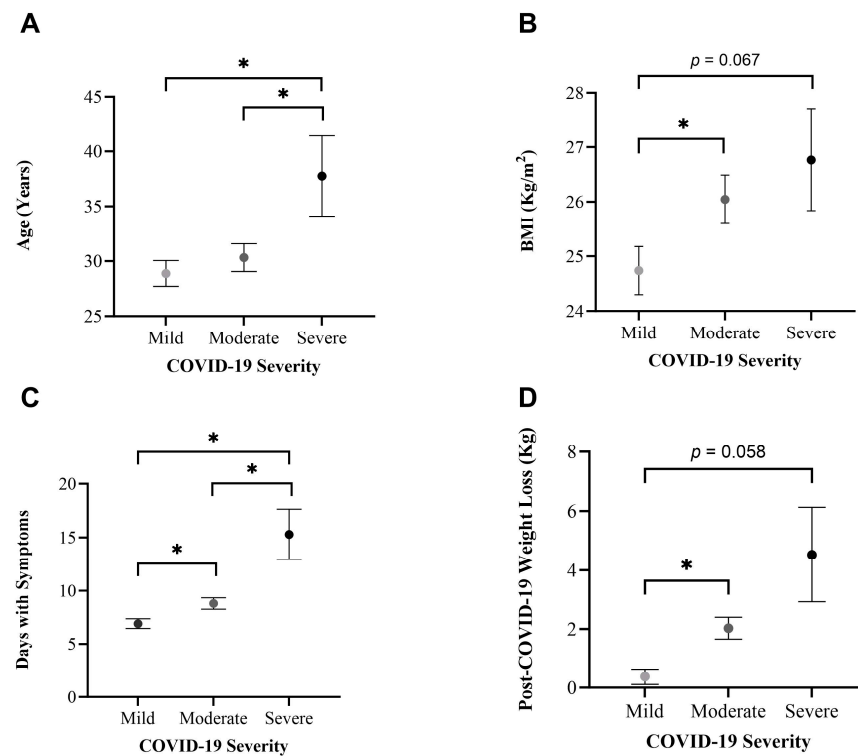 A
*
*
45
40
35
30
25
Age (Years)
Mild Moderate Severe
COVID-19 Severity
B
p = 0.067
*
28
27
26
25
24
BMI (Kg/m²)
Mild Moderate Severe
COVID-19 Severity
C
*
*
*
20
15
10
5
0
Days with Symptoms
Mild Moderate Severe
COVID-19 Severity
D
p = 0.058
*
8
6
4
2
0
Post-COVID-19 Weight Loss (Kg)
Mild Moderate Severe
COVID-19 Severity